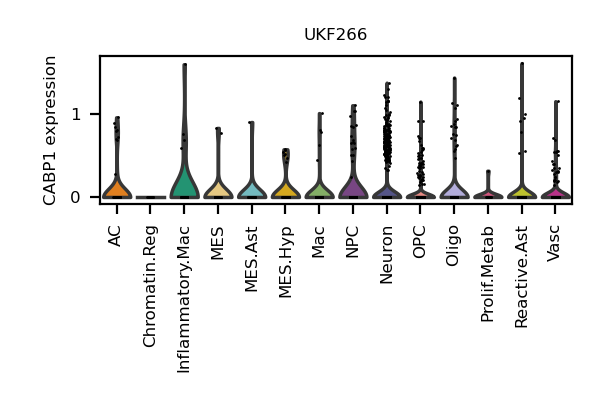 UKF266
CABP1 expression
1
0
AC
Chromatin.Reg
Inflammatory.Mac
MES
MES.Ast
MES.Hyp
Mac
NPC
Neuron
OPC
Oligo
Prolif.Metab
Reactive.Ast
Vasc